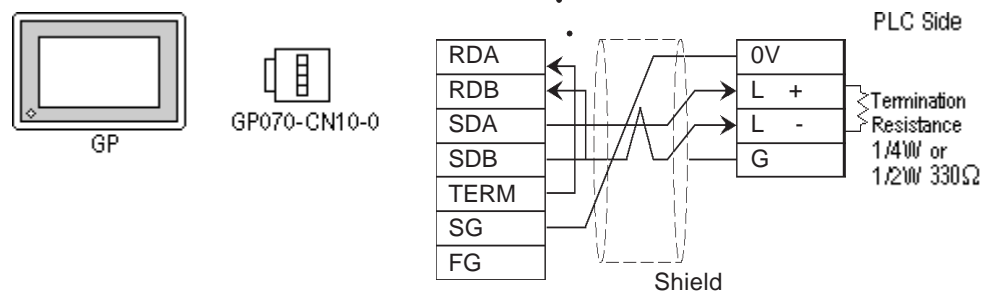 PLC Side
GP
GP070-CN10-0
RDA
RDB
SDA
SDB
TERM
SG
FG
0V
L +
L -
G
Termination
Resistance
1/4W or
1/2W 330Ω
Shield